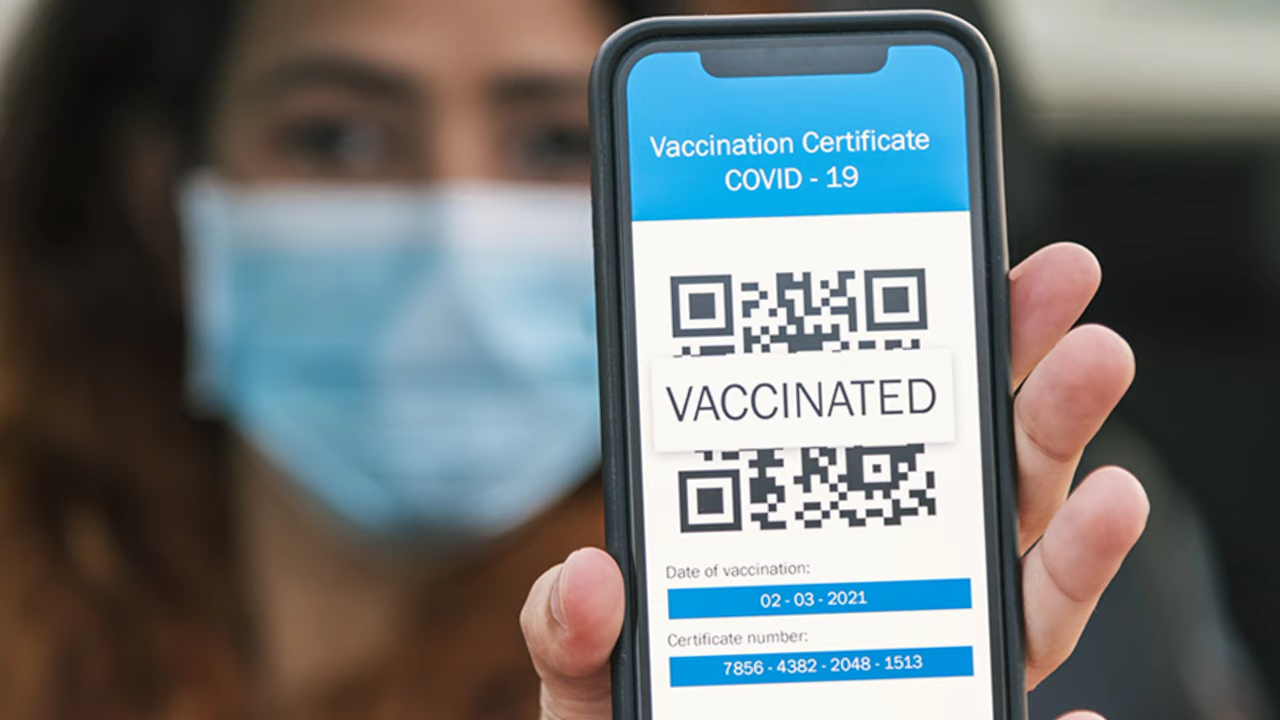 Vaccination Certificate
COVID - 19
VACCINATED
Date of vaccination:
02 - 03 - 2021
Certificate number:
7856 - 4382 - 2048 - 1513